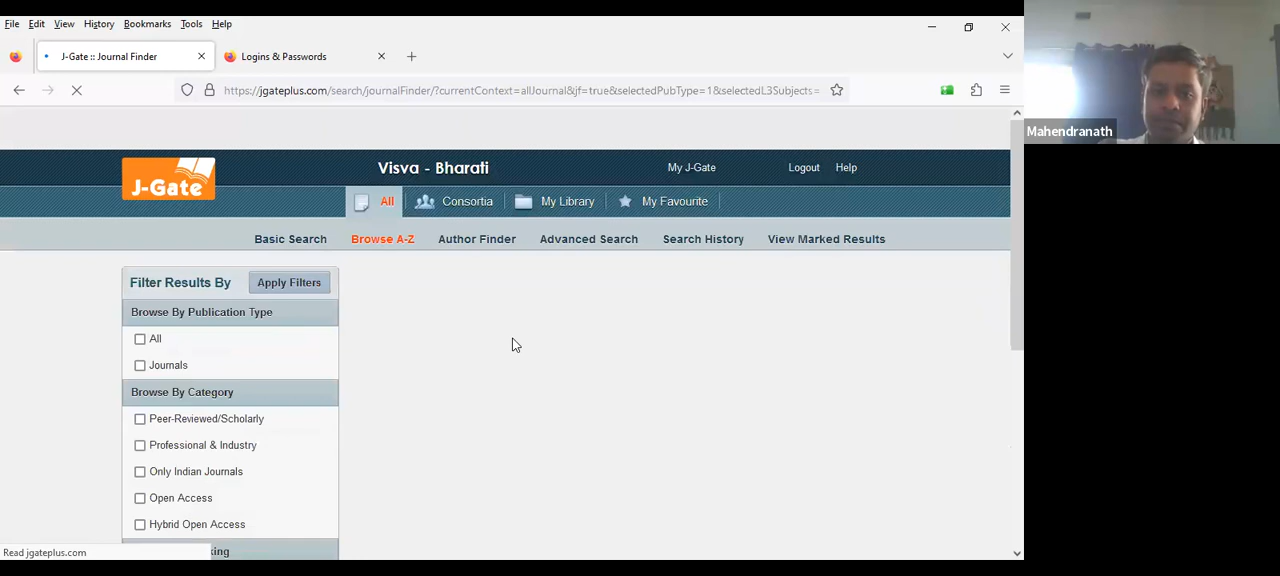 File Edit View History Bookmarks Tools Help
J-Gate :: Journal Finder
Logins & Passwords
https://jgateplus.com/search/journalFinder/?currentContext=allJournal&jf=true&selectedPubType=1&selectedL3Subjects=
Mahendranath
J-Gate
Visva - Bharati
My J-Gate
Logout
Help
All
Consortia
My Library
My Favourite
Basic Search
Browse A-Z
Author Finder
Advanced Search
Search History
View Marked Results
Filter Results By
Apply Filters
Browse By Publication Type
All
Journals
Browse By Category
Peer-Reviewed/Scholarly
Professional & Industry
Only Indian Journals
Open Access
Hybrid Open Access
Read jgateplus.com